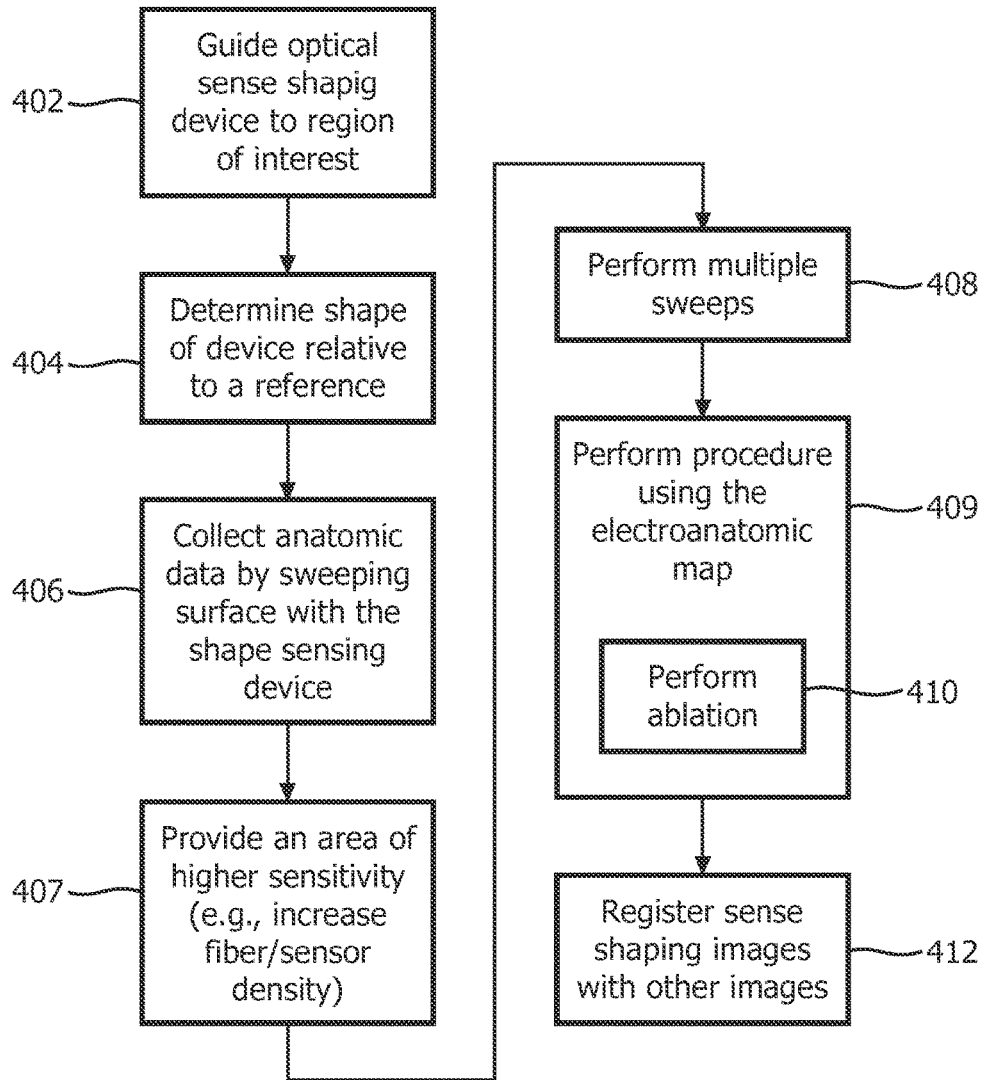 402
Guide optical
sense shapig
device to region
of interest
404
Determine shape
of device relative
to a reference
406
Collect anatomic
data by sweeping
surface with the
shape sensing
device
407
Provide an area of
higher sensitivity
(e.g., increase
fiber/sensor
density)
Perform multiple
sweeps
408
Perform procedure
using the
electroanatomic
map
409
Perform
ablation
410
Register sense
shaping images
with other images
412